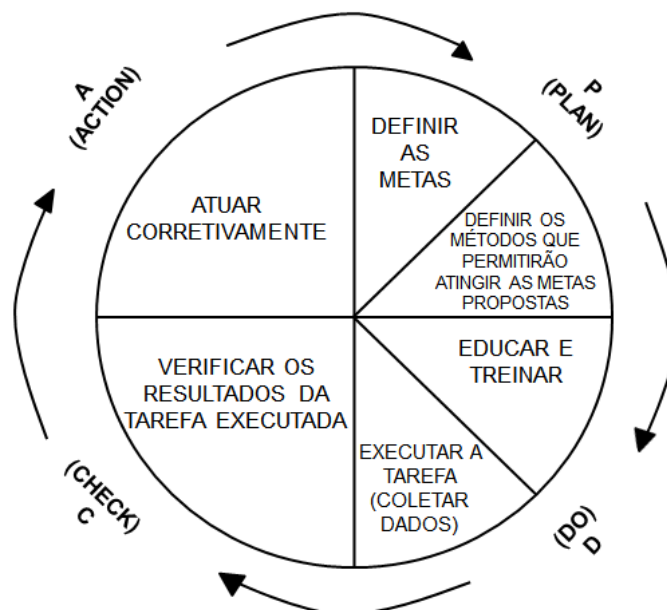 A
(ACTION)
P
(PLAN)
DEFINIR
AS
METAS
DEFINIR OS
MÉTODOS QUE
PERMITIRÃO
ATINGIR AS METAS
PROPOSTAS
ATUAR
CORRETIVAMENTE
EDUCAR E
TREINAR
VERIFICAR OS
RESULTADOS DA
TAREFA EXECUTADA
EXECUTAR A
TAREFA
(COLETAR
DADOS)
(CHECK)
C
(DO)
D